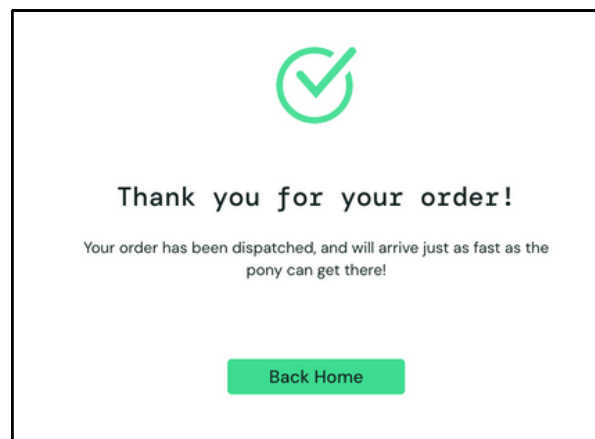 Thank you for your order!
Your order has been dispatched, and will arrive just as fast as the
pony can get there!
Back Home